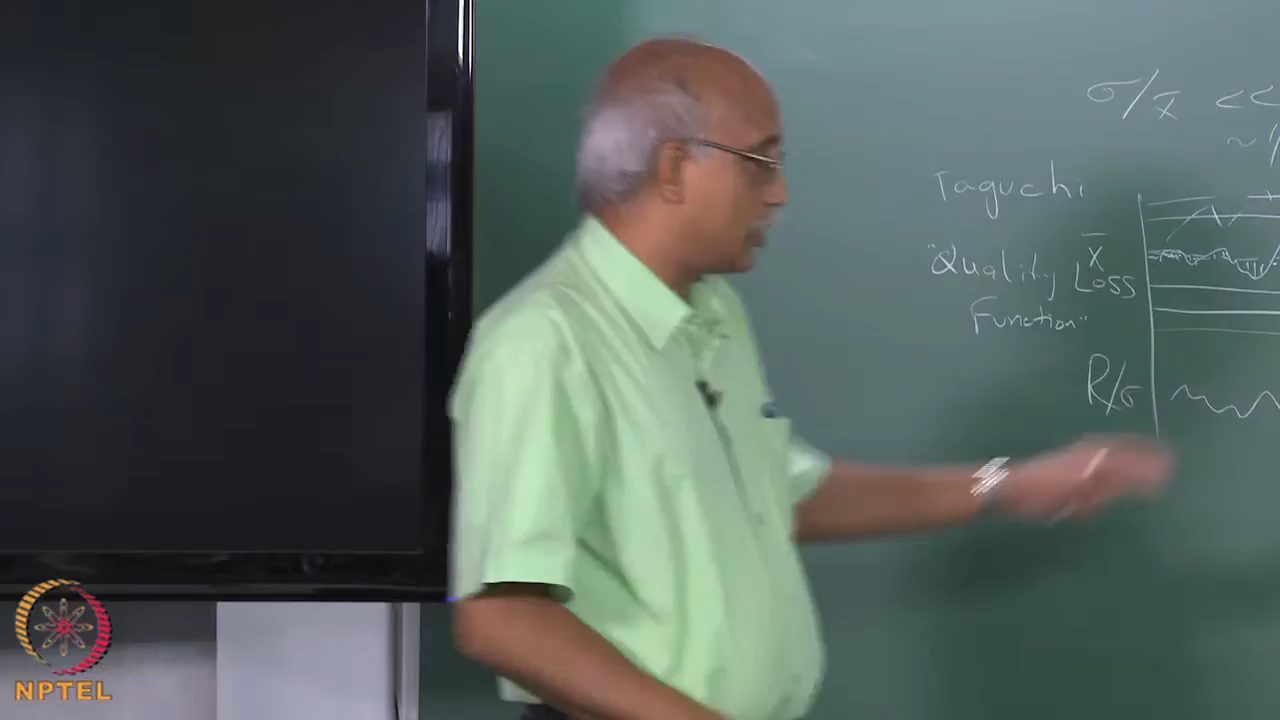 σ/x̄ <<
~
Taguchi
x̄
"Quality Loss
Function"
R/σ
NPTEL